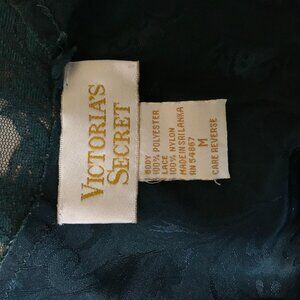 VICTORIA'S
SECRET
BODY
100% POLYESTER
LACE
100% NYLON
MADE IN SRI LANKA
RN 54867
M
CARE REVERSE